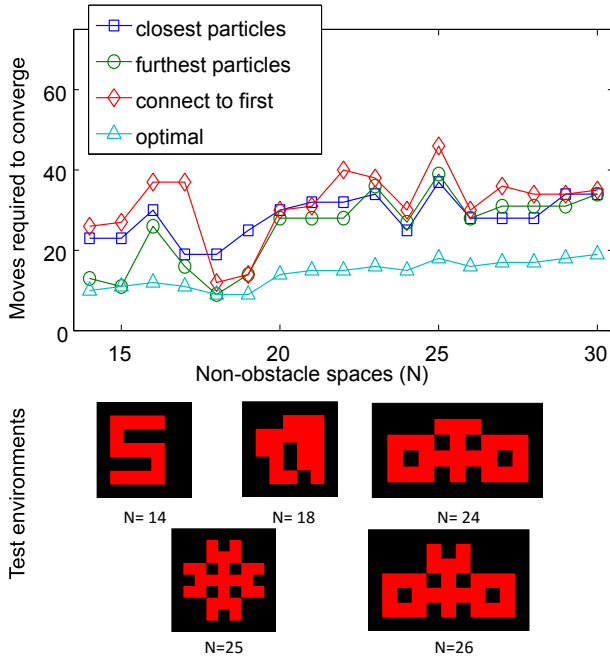 closest particles
furthest particles
connect to first
optimal
Moves required to converge
60
40
20
0
15
20
25
30
Non-obstacle spaces (N)
Test environments
N= 14
N= 18
N= 24
N=25
N=26